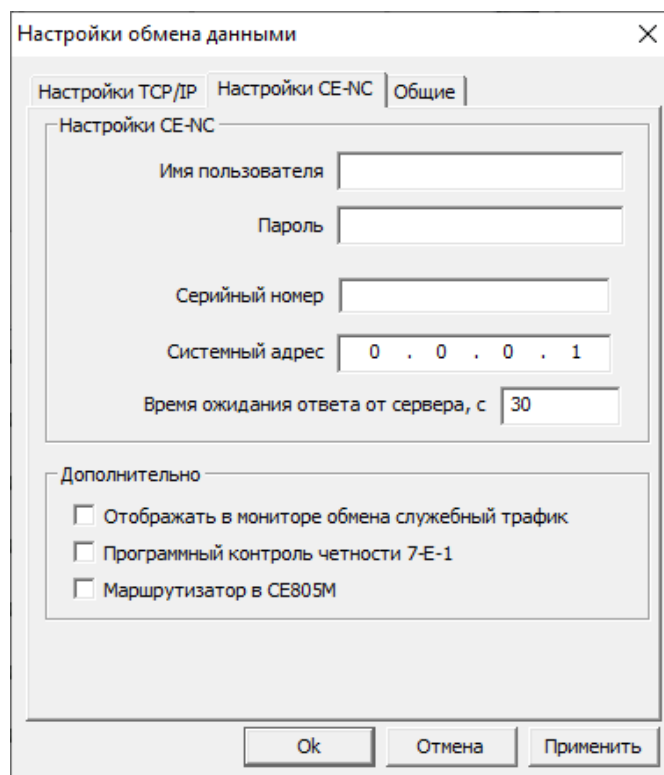 Настройки обмена данными
Настройки TCP/IP Настройки CE-NC Общие
Настройки CE-NC
Имя пользователя
Пароль
Серийный номер
Системный адрес 0 . 0 . 0 . 1
Время ожидания ответа от сервера, с 30
Дополнительно
Отображать в мониторе обмена служебный трафик
Программный контроль четности 7-E-1
Маршрутизатор в CE805M
Ok Отмена Применить